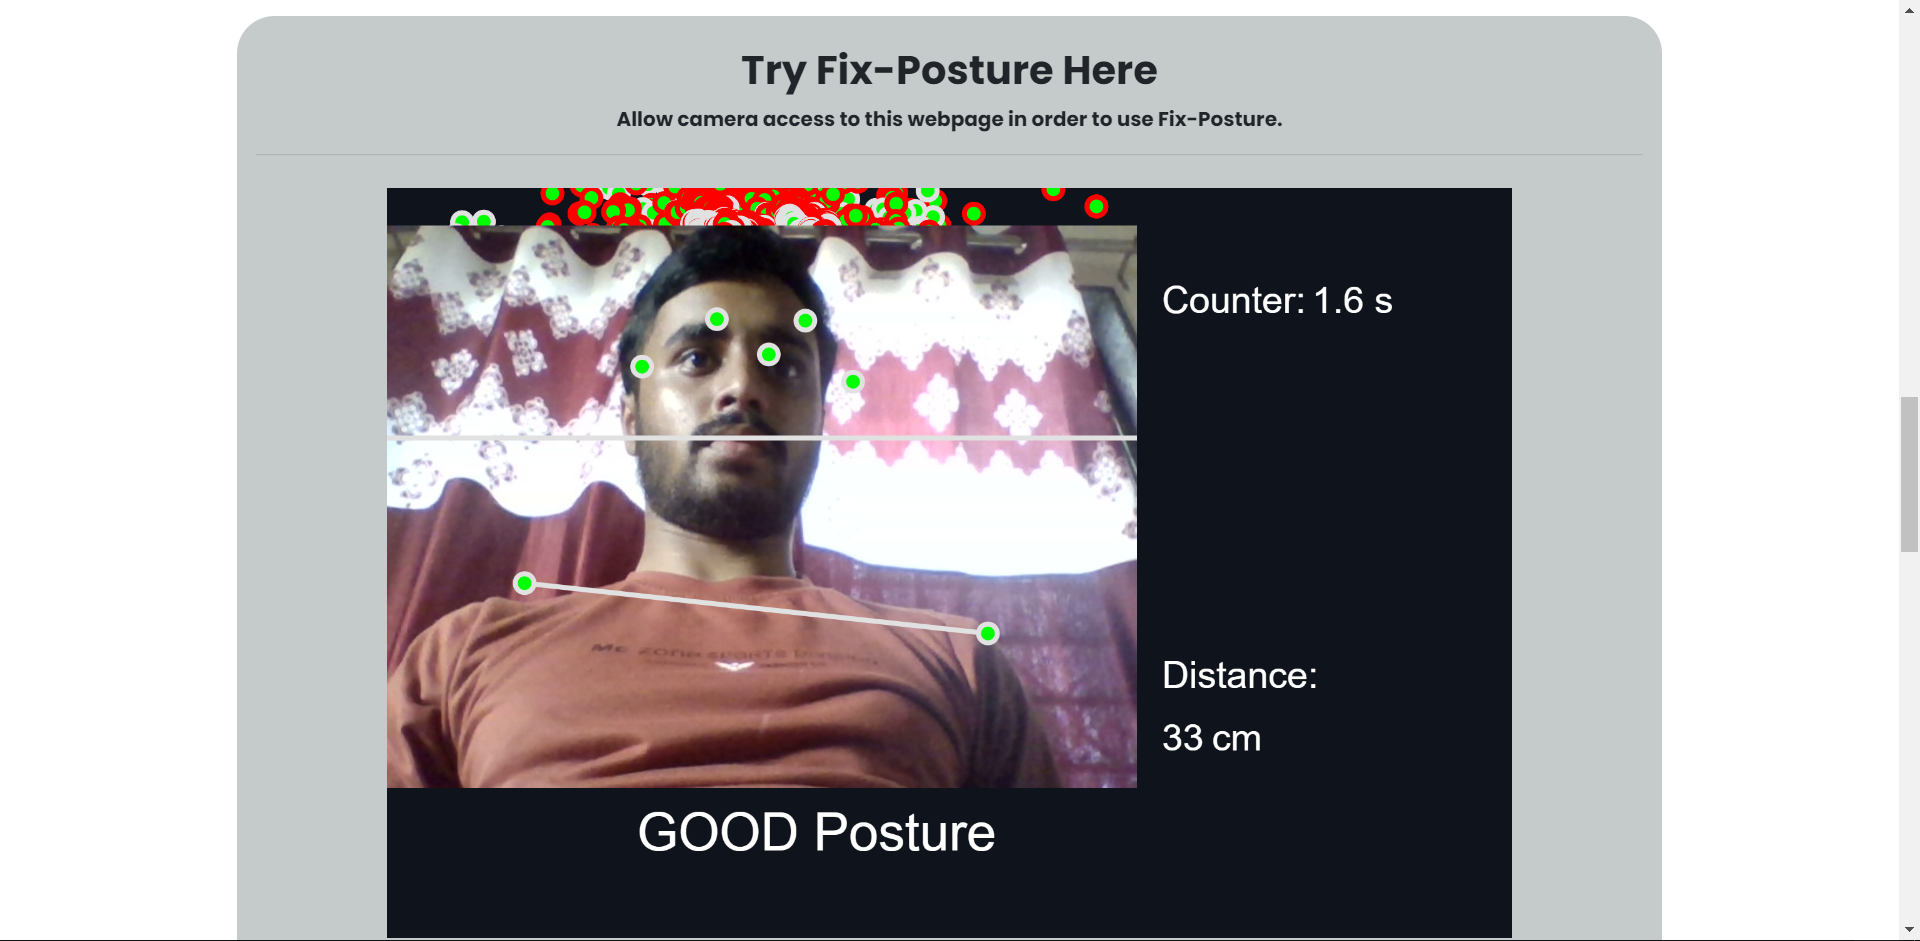 Try Fix-Posture Here
Allow camera access to this webpage in order to use Fix-Posture.
Counter: 1.6 s
Distance:
33 cm
GOOD Posture